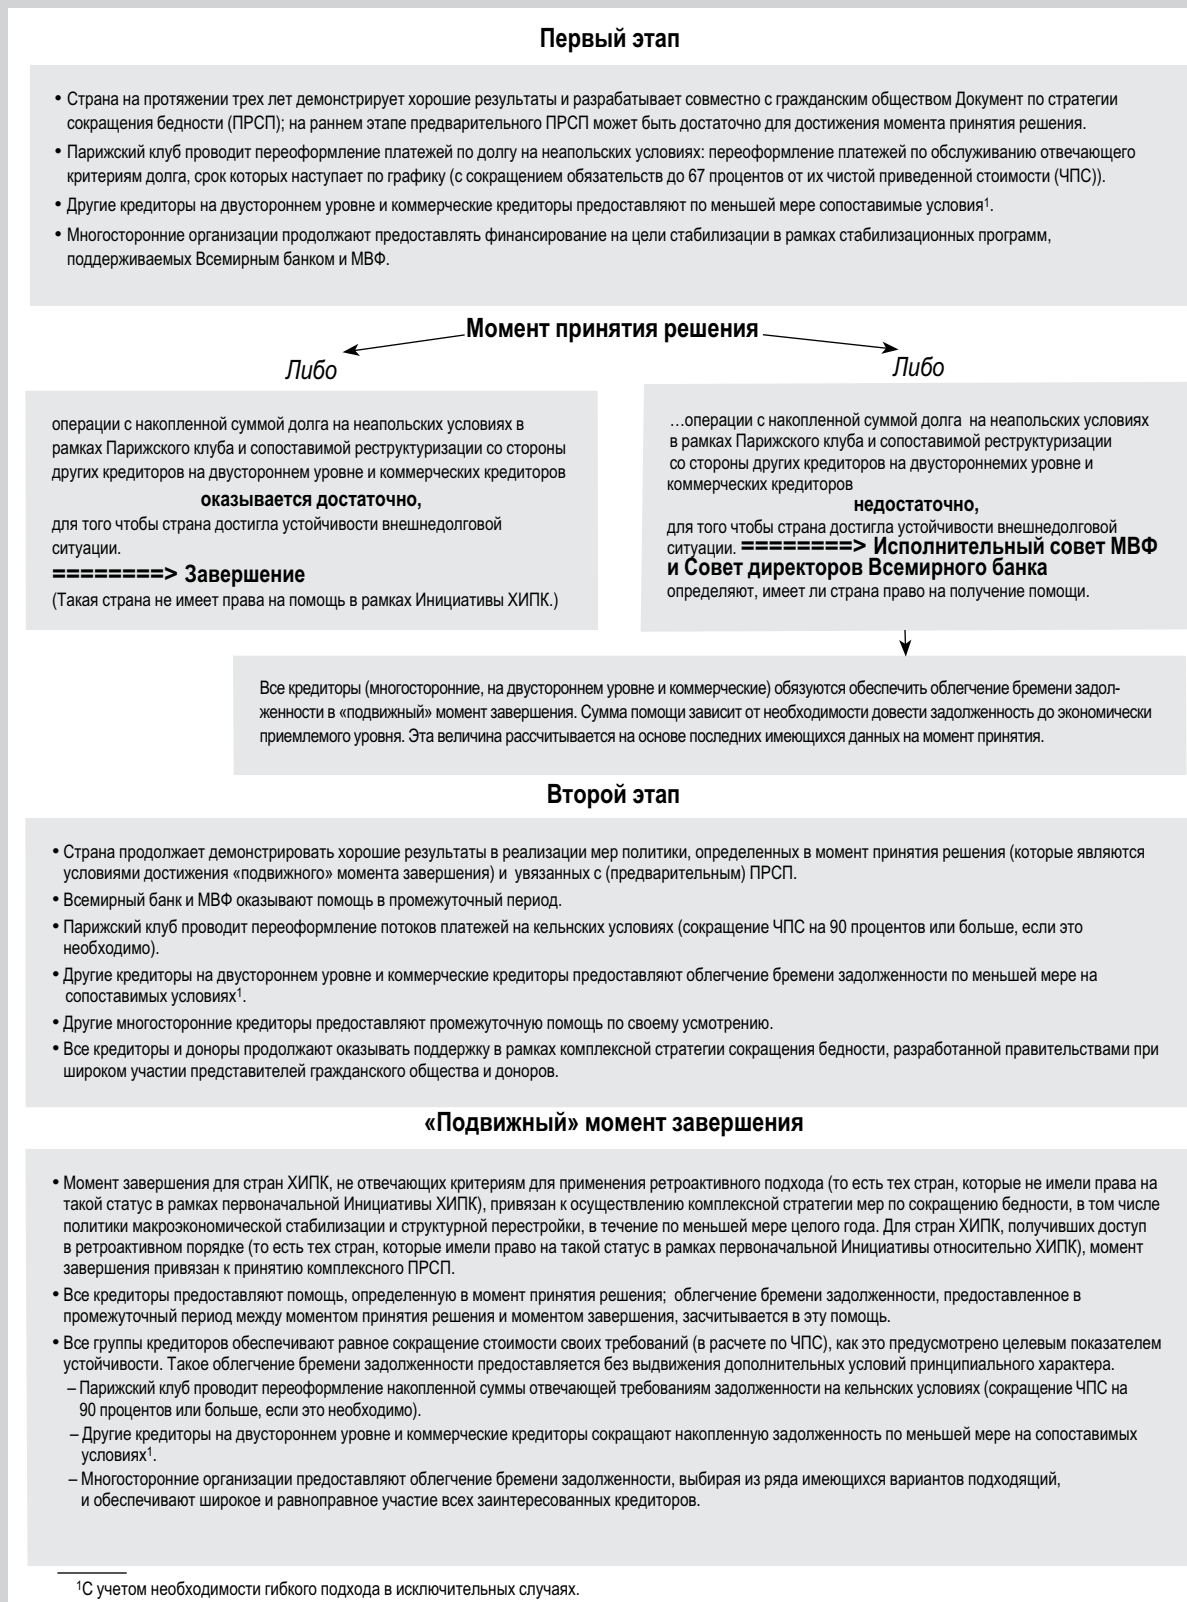 Первый этап
• Страна на протяжении трех лет демонстрирует хорошие результаты и разрабатывает совместно с гражданским обществом Документ по стратегии
сокращения бедности (ПРСП); на раннем этапе предварительного ПРСП может быть достаточно для достижения момента принятия решения.
• Парижский клуб проводит переоформление платежей по долгу на неапольских условиях: переоформление платежей по обслуживанию отвечающего
критериям долга, срок которых наступает по графику (с сокращением обязательств до 67 процентов от их чистой приведенной стоимости (ЧПС)).
• Другие кредиторы на двустороннем уровне и коммерческие кредиторы предоставляют по меньшей мере сопоставимые условия¹.
• Многосторонние организации продолжают предоставлять финансирование на цели стабилизации в рамках стабилизационных программ,
поддерживаемых Всемирным банком и МВФ.
Момент принятия решения
Либо
операции с накопленной суммой долга на неапольских условиях в
рамках Парижского клуба и сопоставимой реструктуризации со стороны
других кредиторов на двустороннем уровне и коммерческих кредиторов
оказывается достаточно,
для того чтобы страна достигла устойчивости внешнедолговой
ситуации.
========> Завершение
(Такая страна не имеет права на помощь в рамках Инициативы ХИПК.)
Либо
…операции с накопленной суммой долга на неапольских условиях
в рамках Парижского клуба и сопоставимой реструктуризации
со стороны других кредиторов на двустороннемих уровне и
коммерческих кредиторов
недостаточно,
для того чтобы страна достигла устойчивости внешнедолговой
ситуации. ========> Исполнительный совет МВФ
и Совет директоров Всемирного банка
определяют, имеет ли страна право на получение помощи.
Все кредиторы (многосторонние, на двустороннем уровне и коммерческие) обязуются обеспечить облегчение бремени задол-
женности в «подвижный» момент завершения. Сумма помощи зависит от необходимости довести задолженность до экономически
приемлемого уровня. Эта величина рассчитывается на основе последних имеющихся данных на момент принятия.
Второй этап
• Страна продолжает демонстрировать хорошие результаты в реализации мер политики, определенных в момент принятия решения (которые являются
условиями достижения «подвижного» момента завершения) и увязанных с (предварительным) ПРСП.
• Всемирный банк и МВФ оказывают помощь в промежуточный период.
• Парижский клуб проводит переоформление потоков платежей на кельнских условиях (сокращение ЧПС на 90 процентов или больше, если это
необходимо).
• Другие кредиторы на двустороннем уровне и коммерческие кредиторы предоставляют облегчение бремени задолженности по меньшей мере на
сопоставимых условиях¹.
• Другие многосторонние кредиторы предоставляют промежуточную помощь по своему усмотрению.
• Все кредиторы и доноры продолжают оказывать поддержку в рамках комплексной стратегии сокращения бедности, разработанной правительствами при
широком участии представителей гражданского общества и доноров.
«Подвижный» момент завершения
• Момент завершения для стран ХИПК, не отвечающих критериям для применения ретроактивного подхода (то есть тех стран, которые не имели права на
такой статус в рамках первоначальной Инициативы ХИПК), привязан к осуществлению комплексной стратегии мер по сокращению бедности, в том числе
политики макроэкономической стабилизации и структурной перестройки, в течение по меньшей мере целого года. Для стран ХИПК, получивших доступ
в ретроактивном порядке (то есть тех стран, которые имели право на такой статус в рамках первоначальной Инициативы относительно ХИПК), момент
завершения привязан к принятию комплексного ПРСП.
• Все кредиторы предоставляют помощь, определенную в момент принятия решения; облегчение бремени задолженности, предоставленное в
промежуточный период между моментом принятия решения и моментом завершения, засчитывается в эту помощь.
• Все группы кредиторов обеспечивают равное сокращение стоимости своих требований (в расчете по ЧПС), как это предусмотрено целевым показателем
устойчивости. Такое облегчение бремени задолженности предоставляется без выдвижения дополнительных условий принципиального характера.
– Парижский клуб проводит переоформление накопленной суммы отвечающей требованиям задолженности на кельнских условиях (сокращение ЧПС на
90 процентов или больше, если это необходимо).
– Другие кредиторы на двустороннем уровне и коммерческие кредиторы сокращают накопленную задолженность по меньшей мере на сопоставимых
условиях¹.
– Многосторонние организации предоставляют облегчение бремени задолженности, выбирая из ряда имеющихся вариантов подходящий,
и обеспечивают широкое и равноправное участие всех заинтересованных кредиторов.
¹С учетом необходимости гибкого подхода в исключительных случаях.